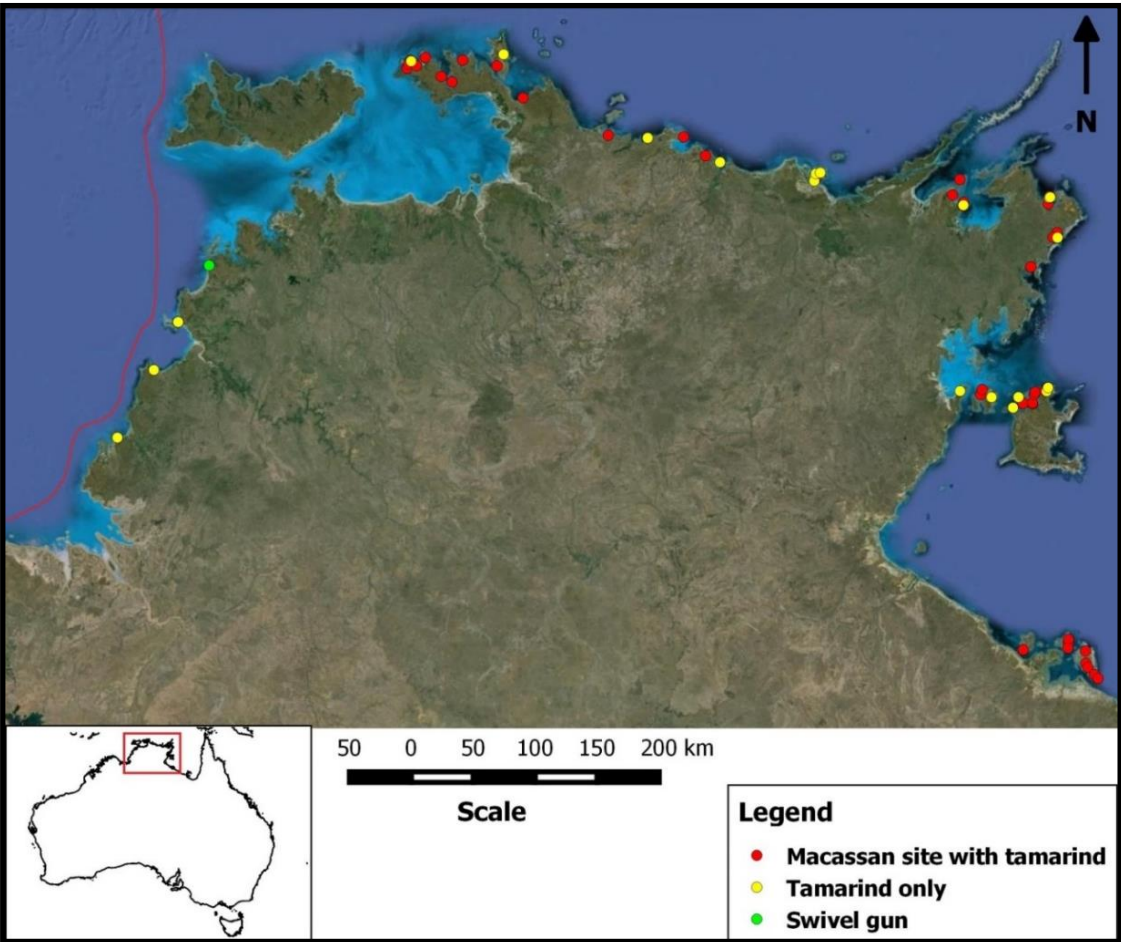 N
50 0 50 100 150 200 km
Scale
Legend
Macassan site with tamarind
Tamarind only
Swivel gun